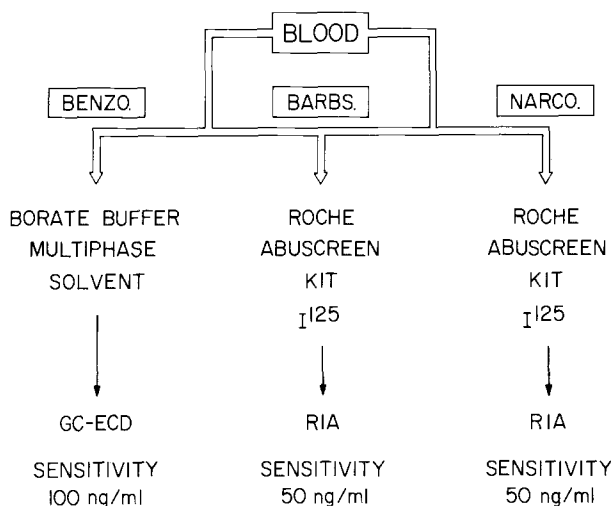 BLOOD
BENZO.
BARBS.
NARCO.
BORATE BUFFER
MULTIPHASE
SOLVENT
GC-ECD
SENSITIVITY
100 ng/ml
ROCHE
ABUSCREEN
KIT
I125
RIA
SENSITIVITY
50 ng/ml
ROCHE
ABUSCREEN
KIT
I125
RIA
SENSITIVITY
50 ng/ml